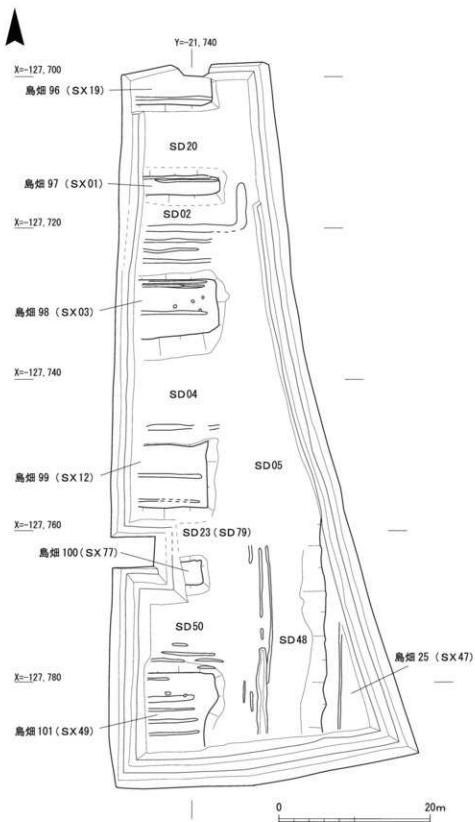 Y=-21,740
X=-127,700
島畑 96 (SX19)
SD20
島畑 97 (SX01)
SD02
X=-127,720
島畑 98 (SX03)
X=-127,740
SD04
島畑 99 (SX12)
SD05
X=-127,760
SD23 (SD79)
島畑 100 (SX77)
SD50
SD48
島畑 25 (SX47)
X=-127,780
島畑 101 (SX49)
0 20m